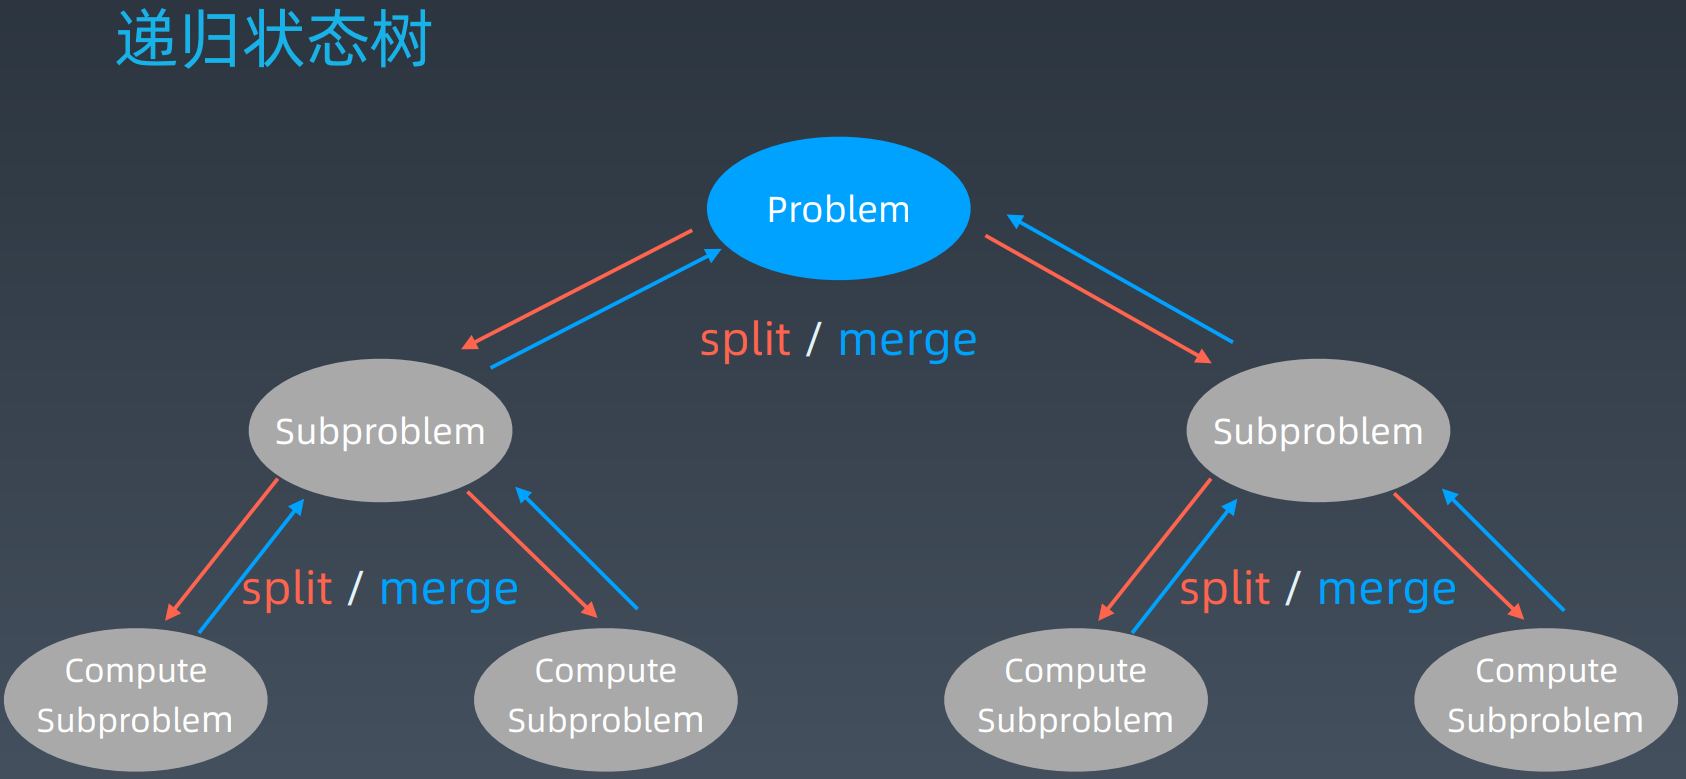 递归状态树
Problem
split / merge
Subproblem
Subproblem
split / merge
split / merge
Compute
Subproblem
Compute
Subproblem
Compute
Subproblem
Compute
Subproblem